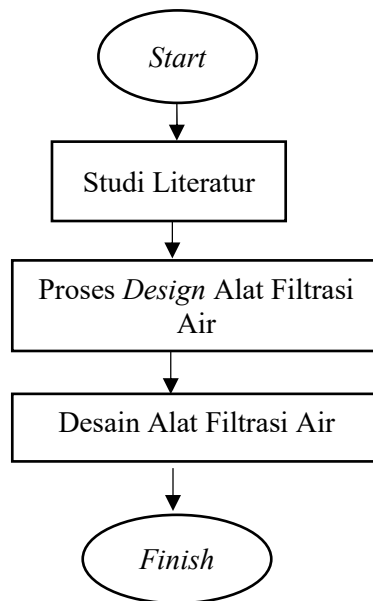 Start
Studi Literatur
Proses Design Alat Filtrasi
Air
Desain Alat Filtrasi Air
Finish